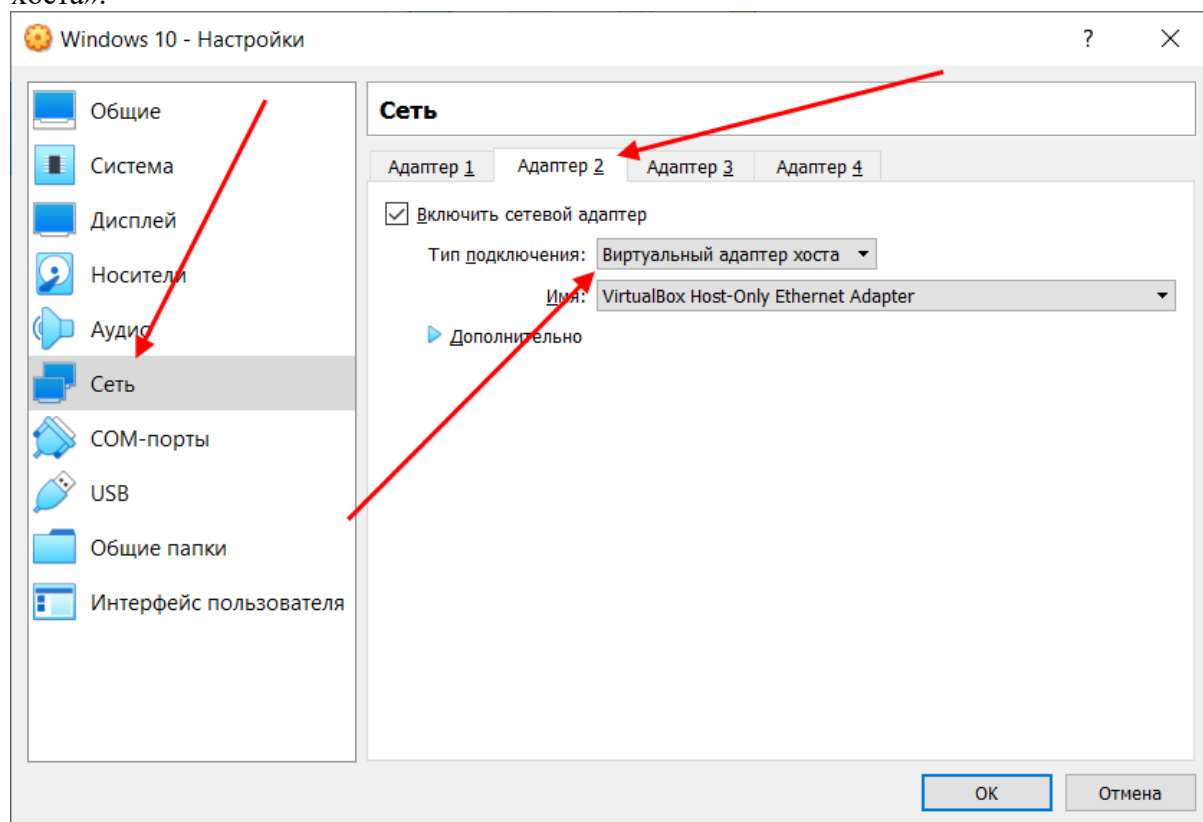 хоста».
Windows 10 - Настройки
?
Общие
Система
Дисплей
Носители
Аудио
Сеть
COM-порты
USB
Общие папки
Интерфейс пользователя
Сеть
Адаптер 1 Адаптер 2 Адаптер 3 Адаптер 4
Включить сетевой адаптер
Тип подключения: Виртуальный адаптер хоста
Имя: VirtualBox Host-Only Ethernet Adapter
Дополнительно
OK Отмена